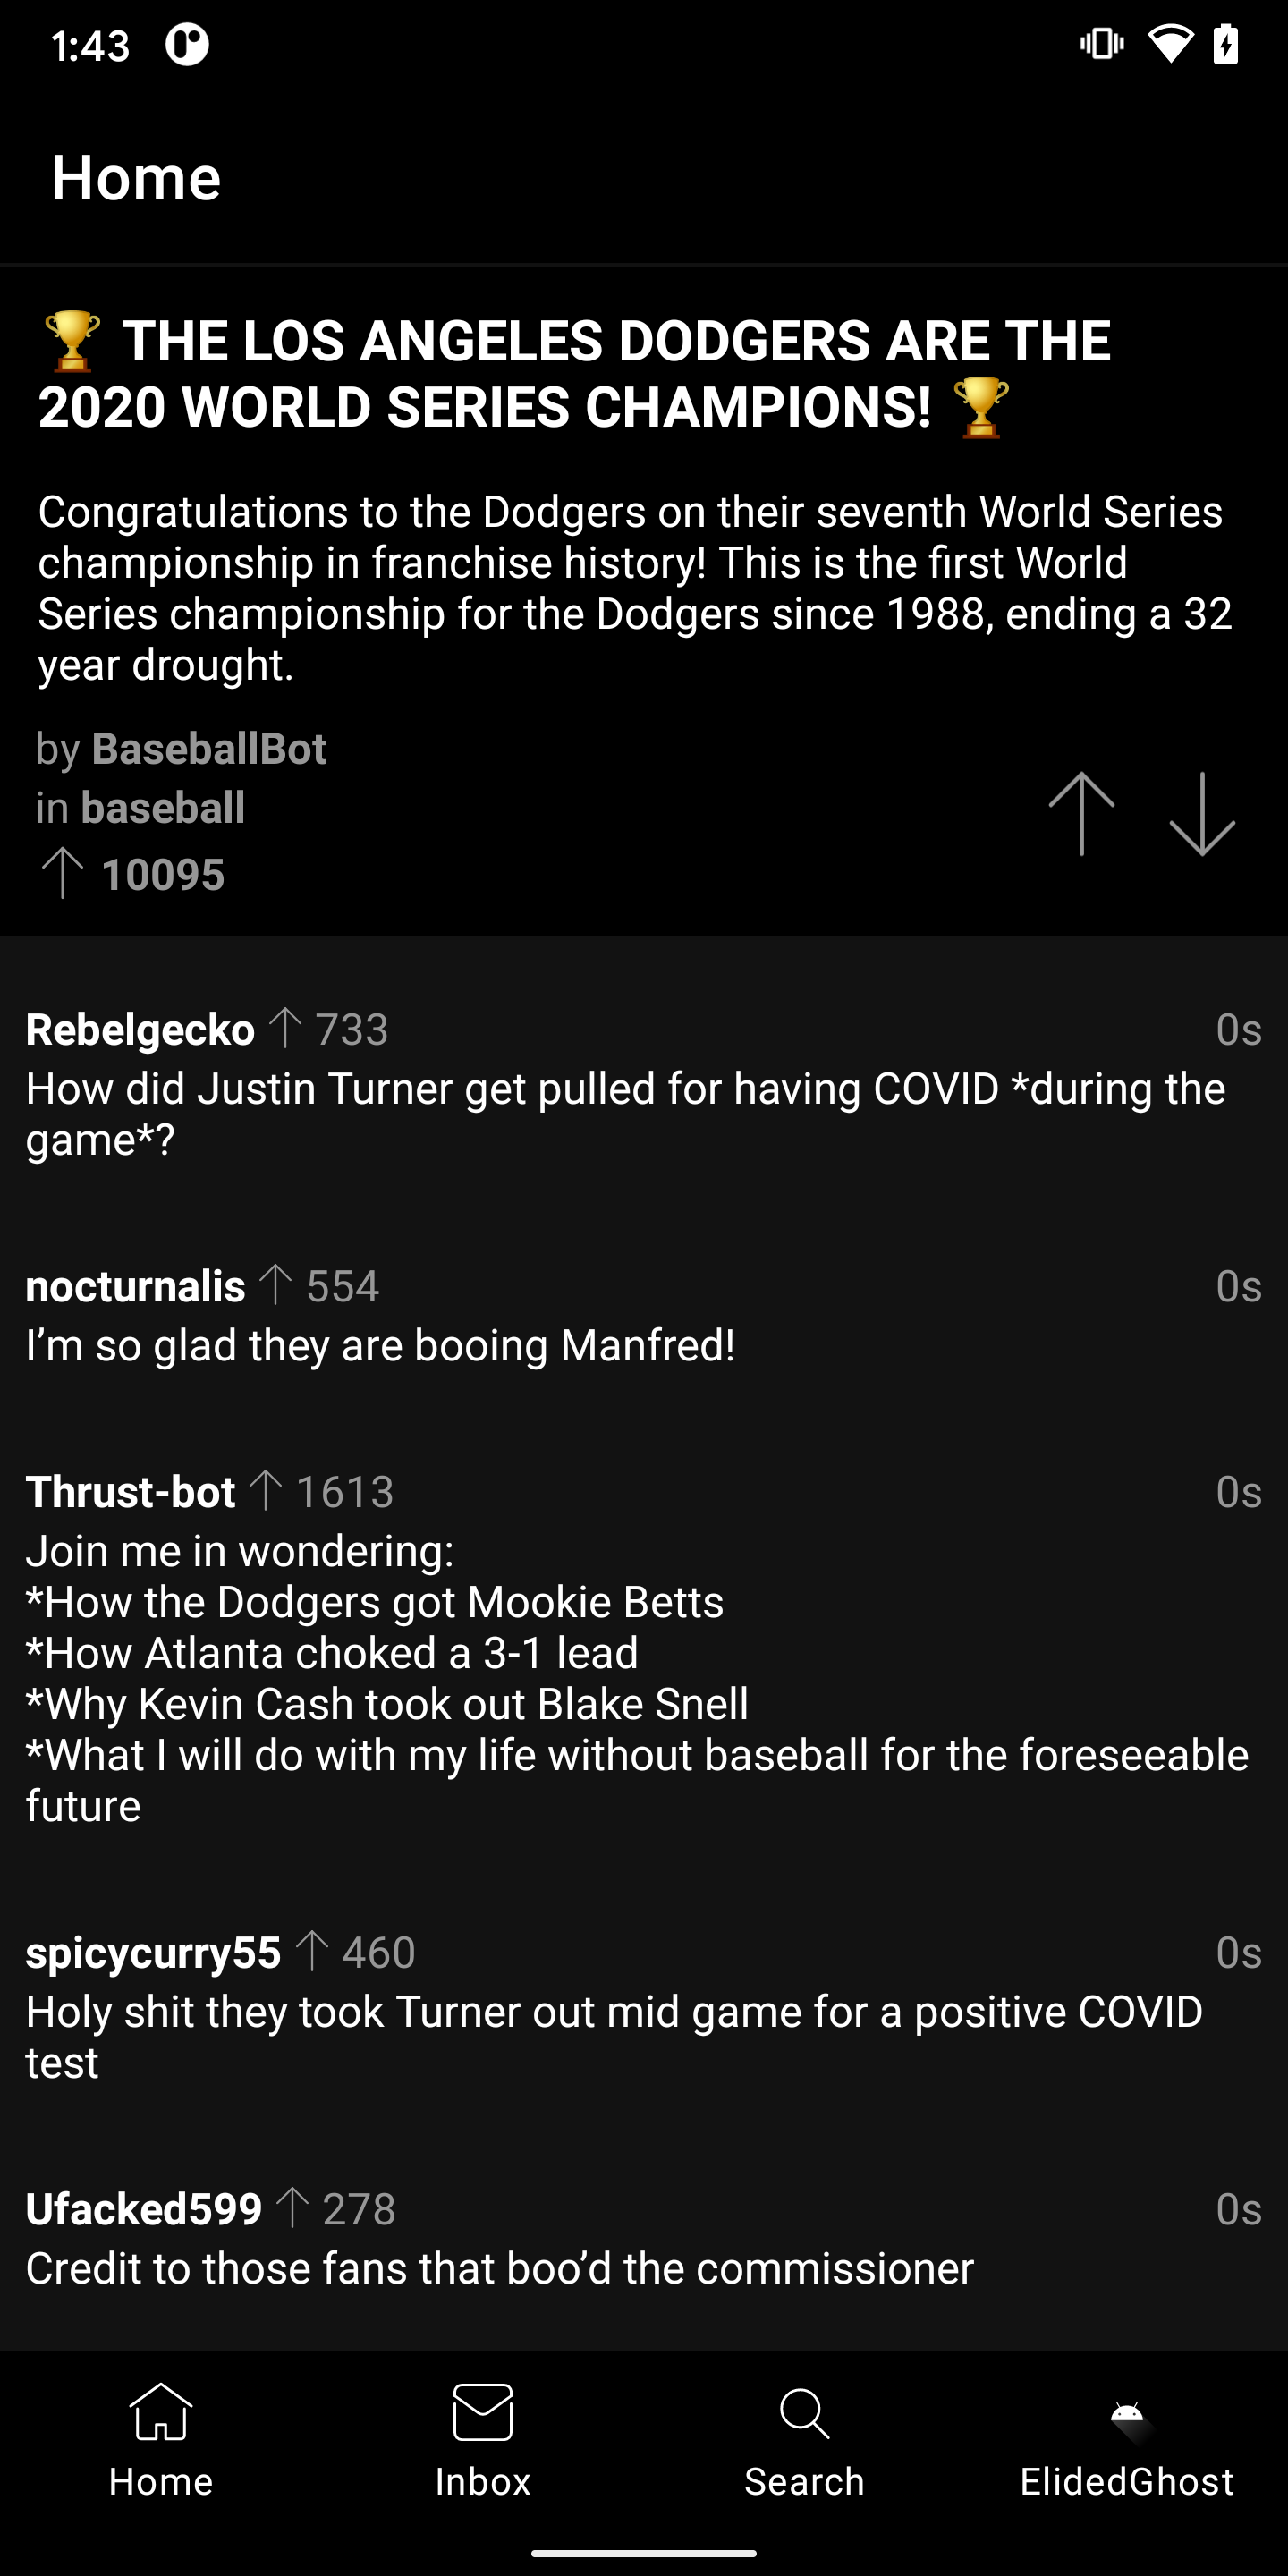 1:43
Home
🏆 THE LOS ANGELES DODGERS ARE THE
2020 WORLD SERIES CHAMPIONS! 🏆
Congratulations to the Dodgers on their seventh World Series
championship in franchise history! This is the first World
Series championship for the Dodgers since 1988, ending a 32
year drought.
by BaseballBot
in baseball
↑ 10095
Rebelgecko ↑ 733 0s
How did Justin Turner get pulled for having COVID *during the
game*?
nocturnalis ↑ 554 0s
I’m so glad they are booing Manfred!
Thrust-bot ↑ 1613 0s
Join me in wondering:
*How the Dodgers got Mookie Betts
*How Atlanta choked a 3-1 lead
*Why Kevin Cash took out Blake Snell
*What I will do with my life without baseball for the foreseeable
future
spicycurry55 ↑ 460 0s
Holy shit they took Turner out mid game for a positive COVID
test
Ufacked599 ↑ 278 0s
Credit to those fans that boo’d the commissioner
Home Inbox Search ElidedGhost